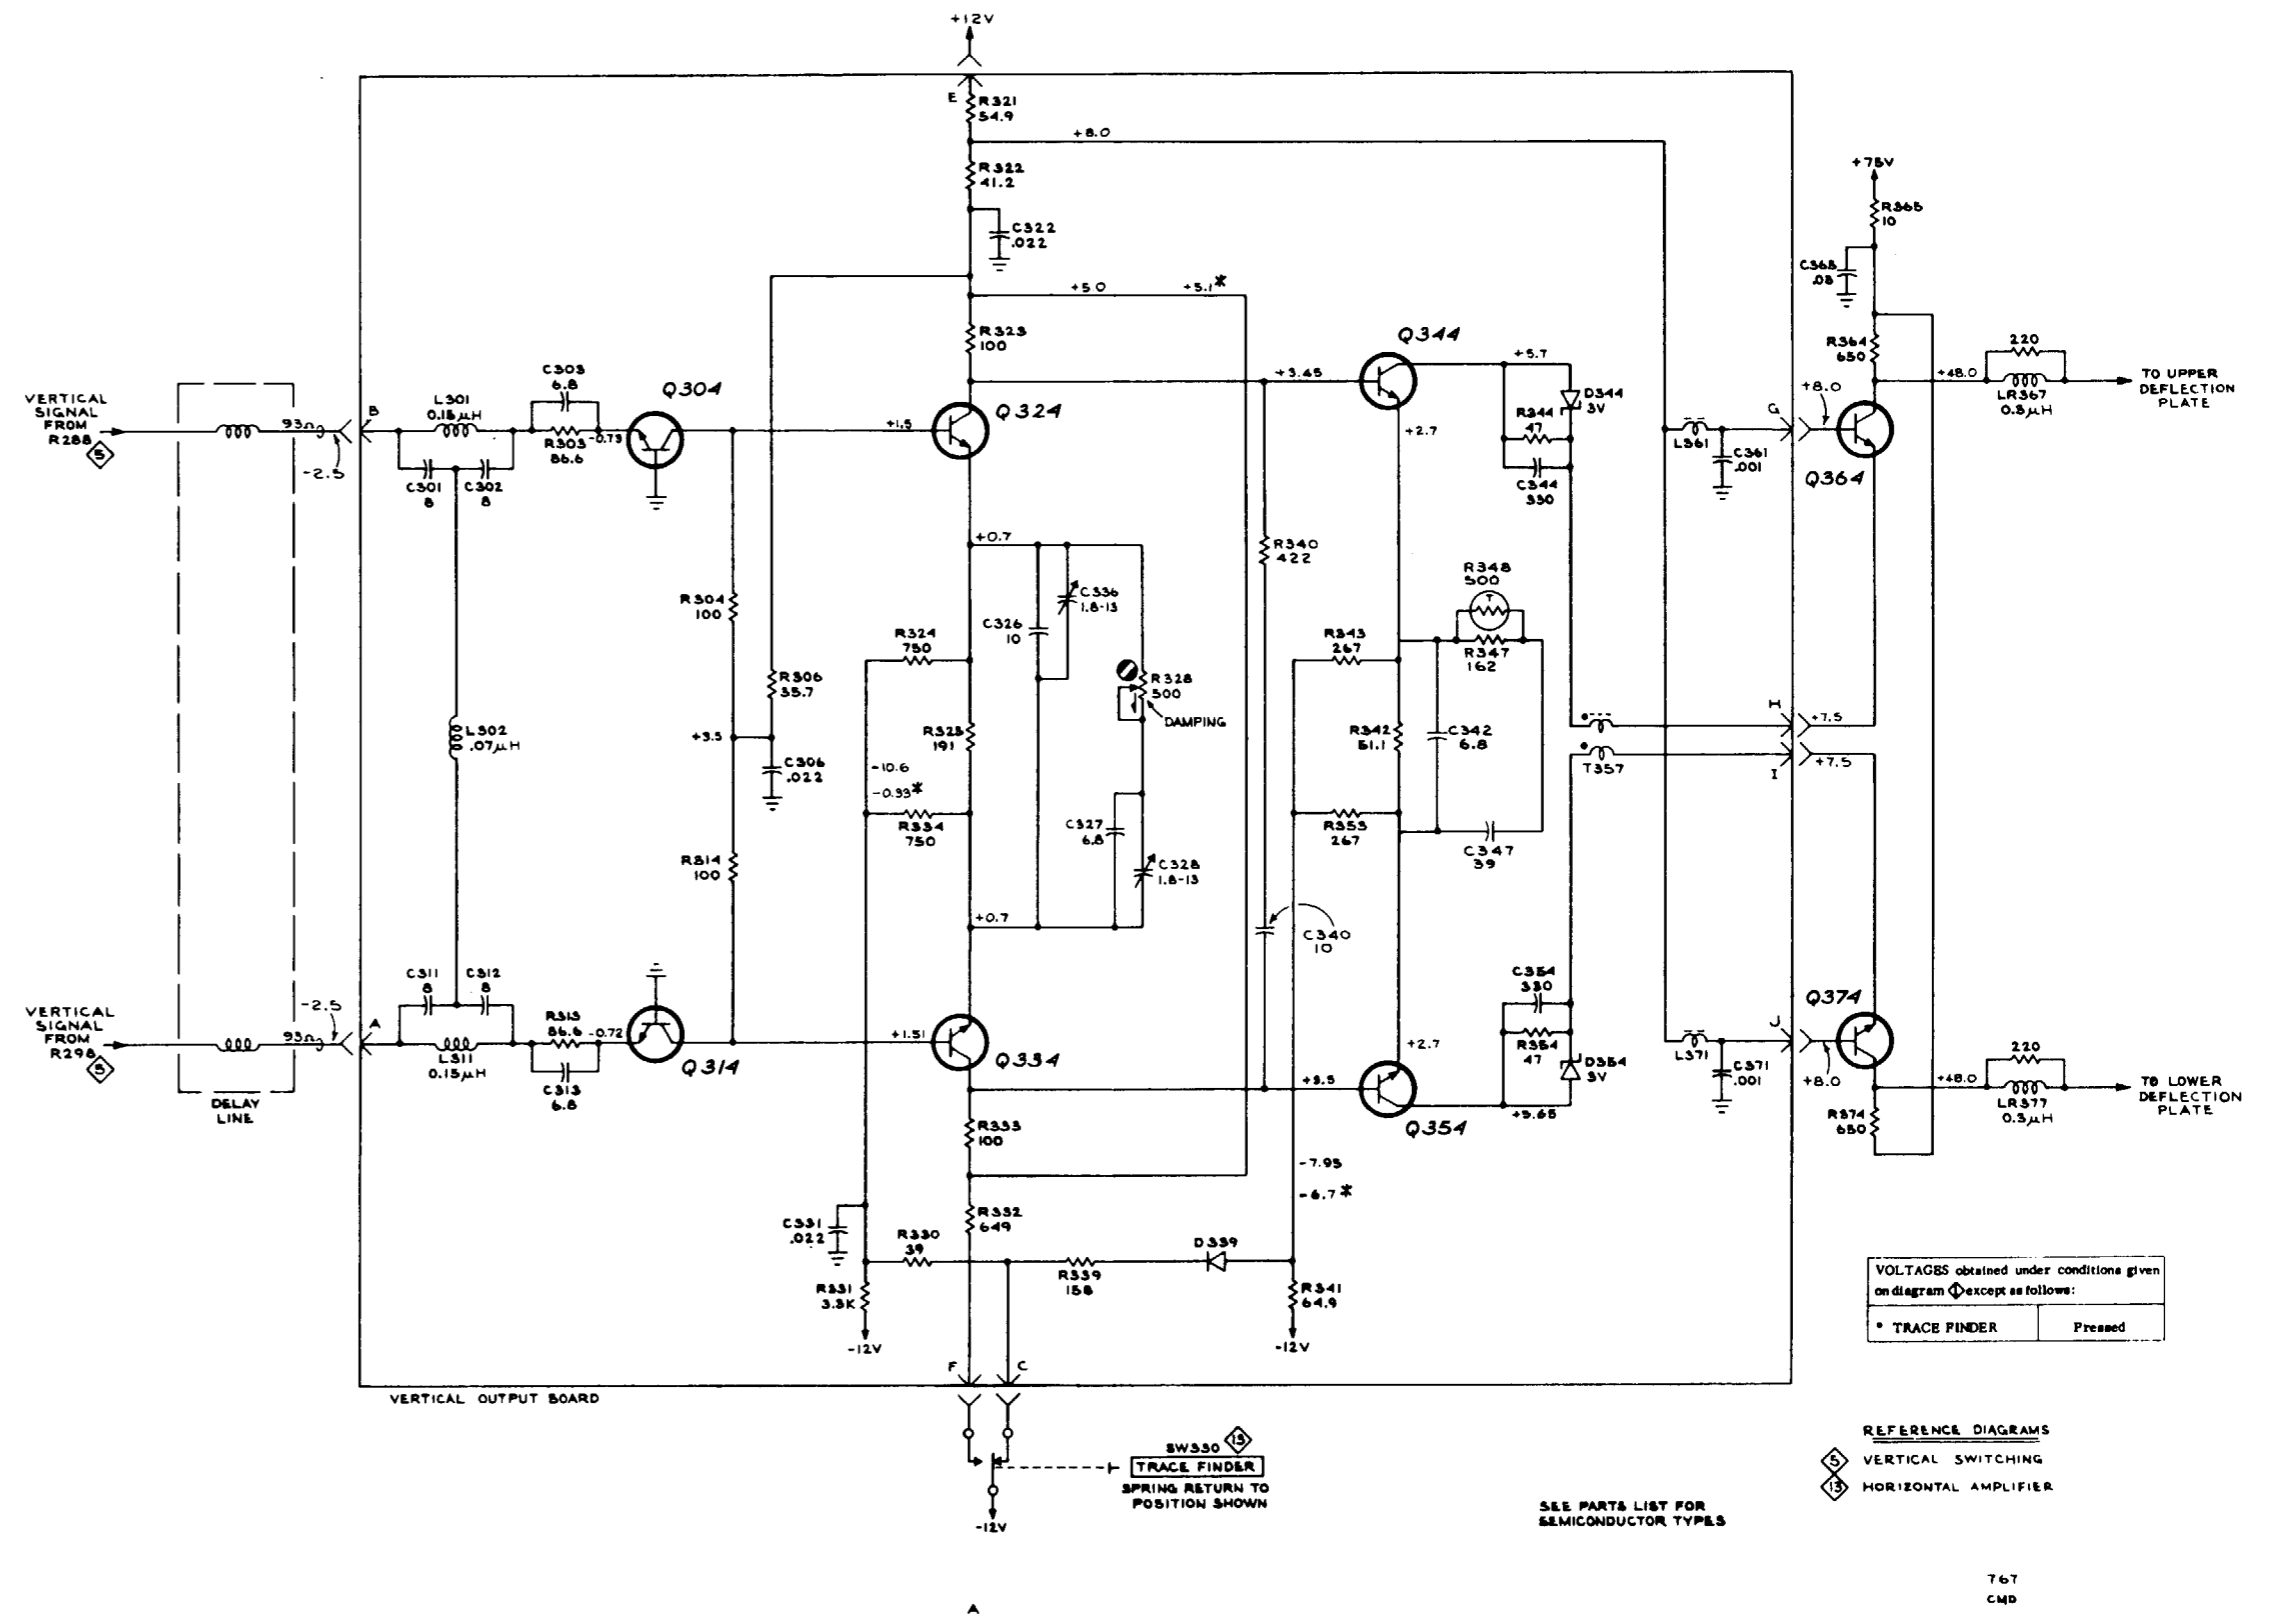 +12V
E
R321
54.9
+8.0
R322
41.2
C322
.022
+75V
R365
10
C365
.05
+5.0
+5.1*
R323
100
Q324
+1.5
+3.45
Q344
+5.7
D344
3V
R344
47
C344
330
+2.7
R364
650
+48.0
220
LR367
0.3µH
TO UPPER
DEFLECTION
PLATE
+8.0
G
L361
C361
.001
Q364
VERTICAL
SIGNAL
FROM
R288
5
93Ω
-2.5
B
L301
0.15µH
C301
8
C302
8
C303
6.8
R303
86.6
-0.73
Q304
+0.7
C326
10
C336
1.8-13
R340
422
R348
500
T
R347
162
R304
100
R306
35.7
R324
750
R325
191
R328
500
DAMPING
R343
267
R342
51.1
C342
6.8
H
+7.5
T357
I
+7.5
L302
.07µH
+3.5
C306
.022
-10.6
-0.33*
R334
750
C327
6.8
C328
1.8-13
R353
267
C347
39
R314
100
+0.7
C340
10
C311
8
C312
8
L311
0.15µH
R313
86.6
-0.72
C313
6.8
Q314
+1.51
Q334
VERTICAL
SIGNAL
FROM
R298
5
93Ω
-2.5
A
DELAY
LINE
+3.5
+2.7
Q354
C354
330
R354
47
D354
3V
+5.65
L371
C371
.001
J
+8.0
Q374
+48.0
220
LR377
0.3µH
TO LOWER
DEFLECTION
PLATE
R374
650
R333
100
-7.95
-6.7*
R332
649
C331
.022
R330
39
R339
158
D339
R331
3.3K
-12V
R341
64.9
-12V
F
C
VERTICAL OUTPUT BOARD
SW330
13
TRACE FINDER
SPRING RETURN TO
POSITION SHOWN
-12V
VOLTAGES obtained under conditions given
on diagram 1 except as follows:
* TRACE FINDER Pressed
REFERENCE DIAGRAMS
5 VERTICAL SWITCHING
13 HORIZONTAL AMPLIFIER
SEE PARTS LIST FOR
SEMICONDUCTOR TYPES
767
CMD
A